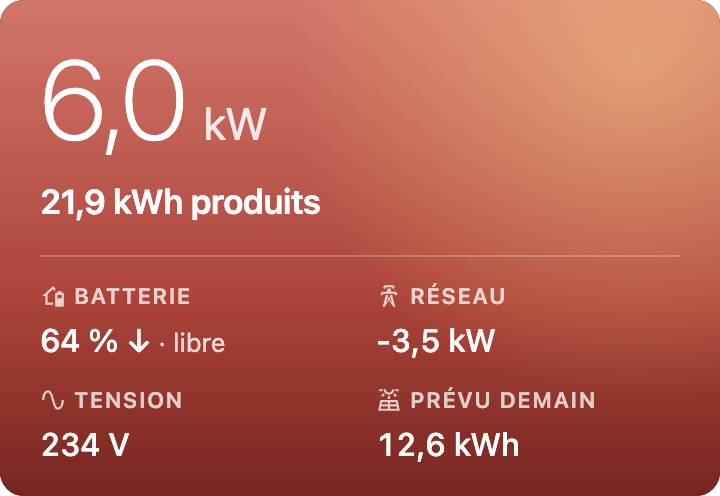 6,0 kW
21,9 kWh produits
BATTERIE
64 % ↓ · libre
RÉSEAU
-3,5 kW
TENSION
234 V
PRÉVU DEMAIN
12,6 kWh